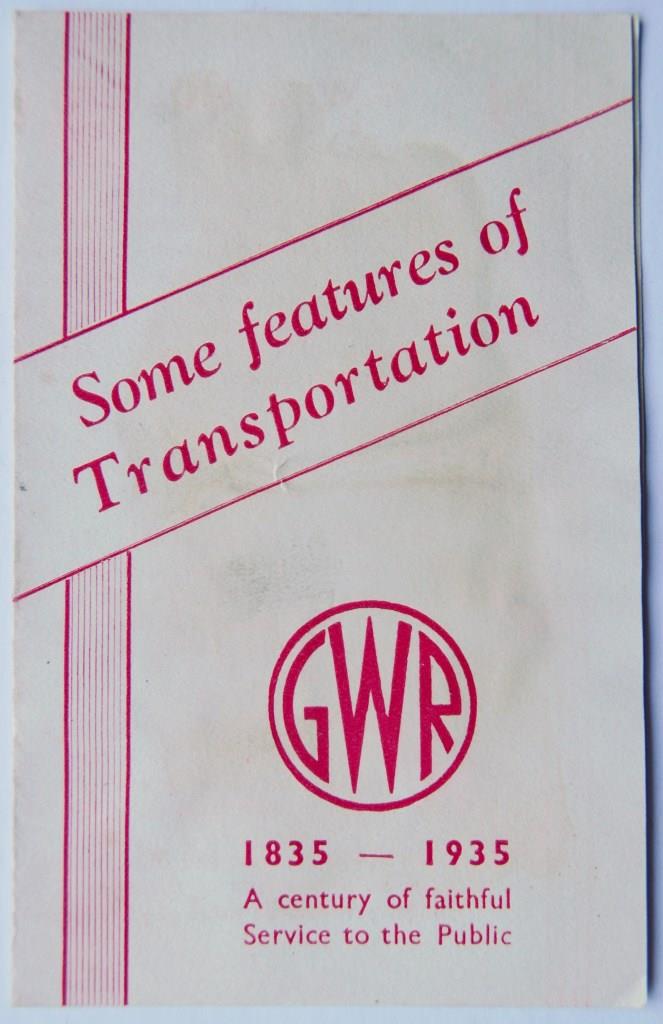 Some features of
Transportation
GWR
1835 — 1935
A century of faithful
Service to the Public